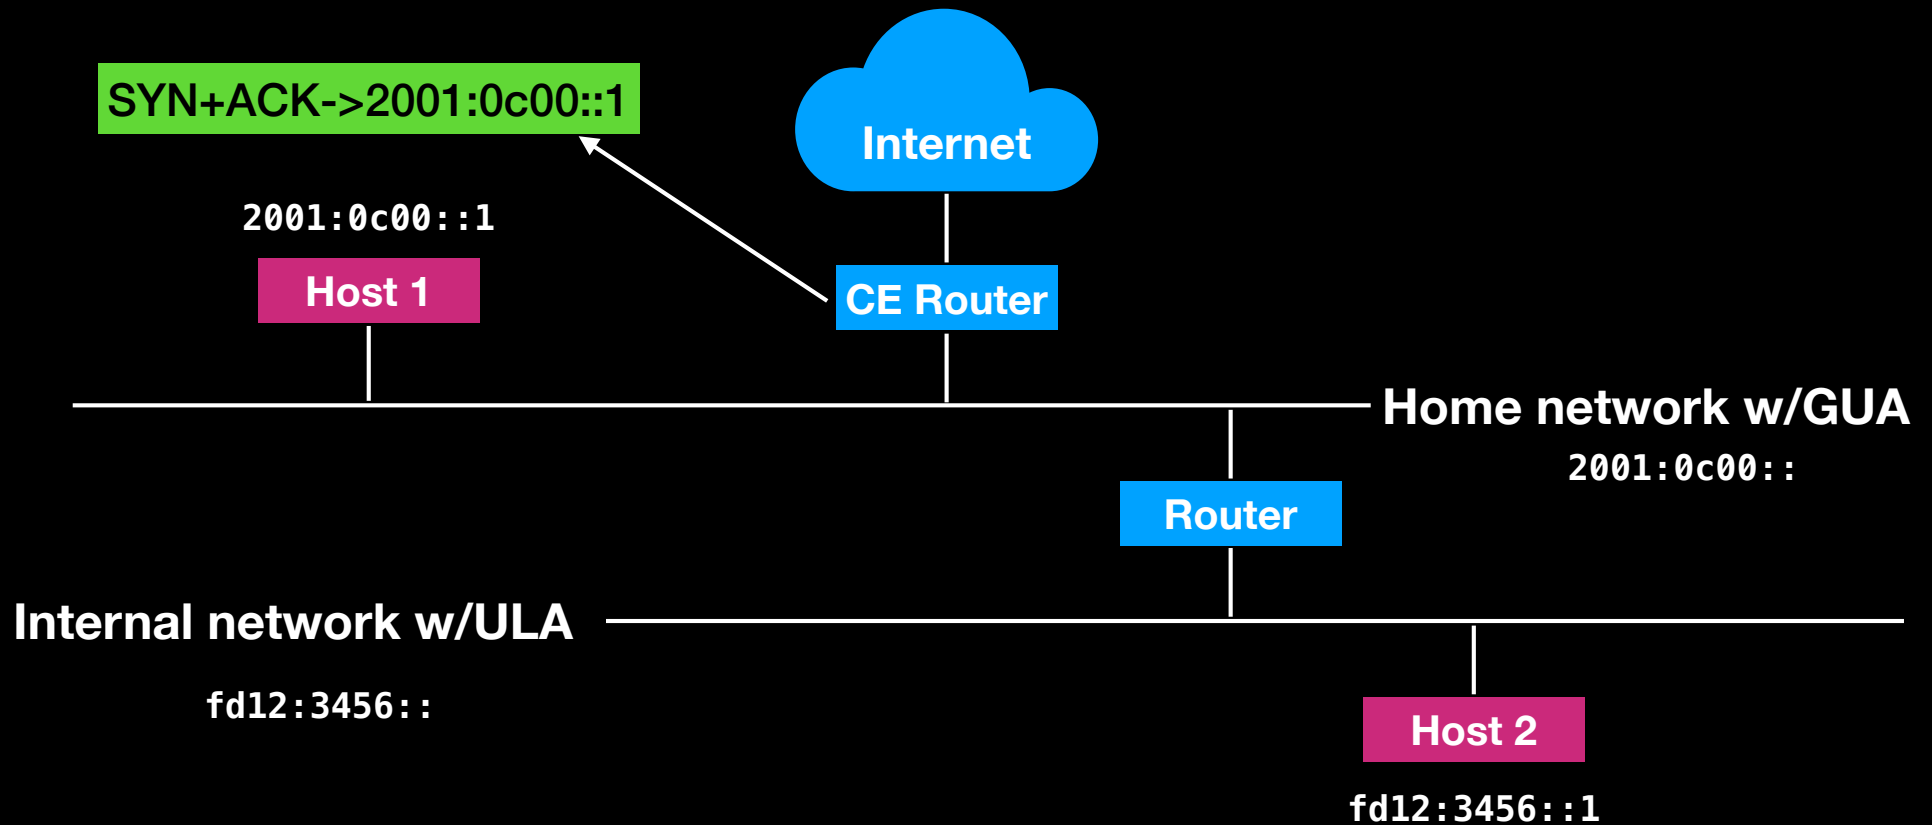 SYN+ACK->2001:0c00::1
Internet
2001:0c00::1
Host 1
CE Router
Home network w/GUA
2001:0c00::
Router
Internal network w/ULA
fd12:3456::
Host 2
fd12:3456::1